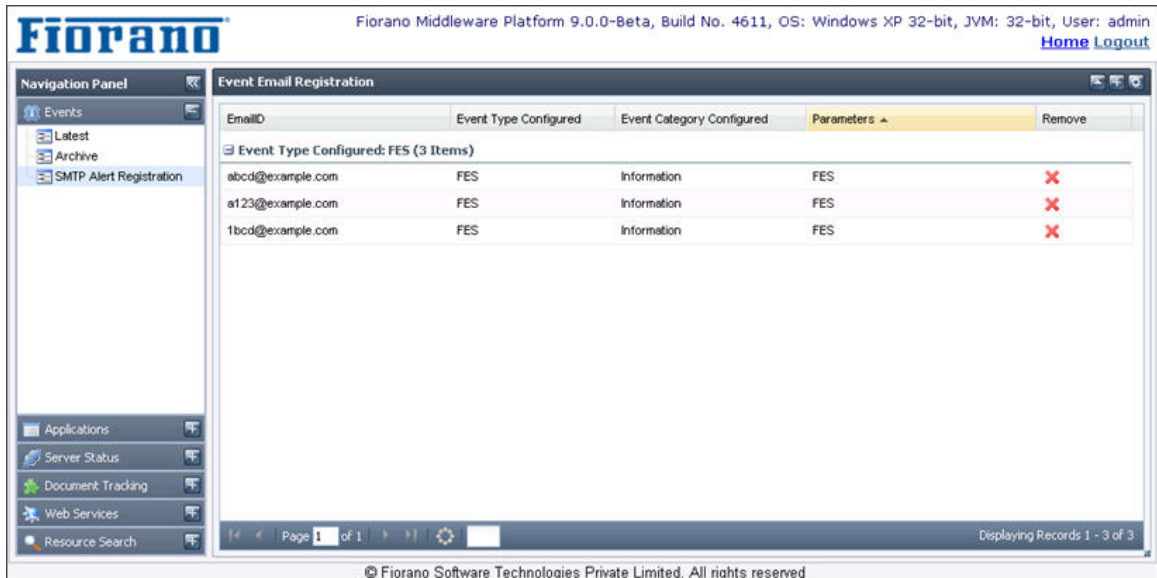 Fiorano
Fiorano Middleware Platform 9.0.0-Beta, Build No. 4611, OS: Windows XP 32-bit, JVM: 32-bit, User: admin
Home Logout
Navigation Panel
Events
Latest
Archive
SMTP Alert Registration
Applications
Server Status
Document Tracking
Web Services
Resource Search
Event Email Registration
EmailID Event Type Configured Event Category Configured Parameters Remove
Event Type Configured: FES (3 Items)
abcd@example.com FES Information FES
a123@example.com FES Information FES
1bcd@example.com FES Information FES
Page 1 of 1 Displaying Records 1 - 3 of 3
© Fiorano Software Technologies Private Limited. All rights reserved